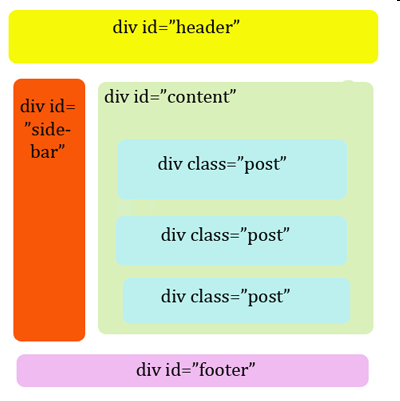 div id=”header”
div id=
”side-
bar”
div id=”content”
div class=”post”
div class=”post”
div class=”post”
div id=”footer”